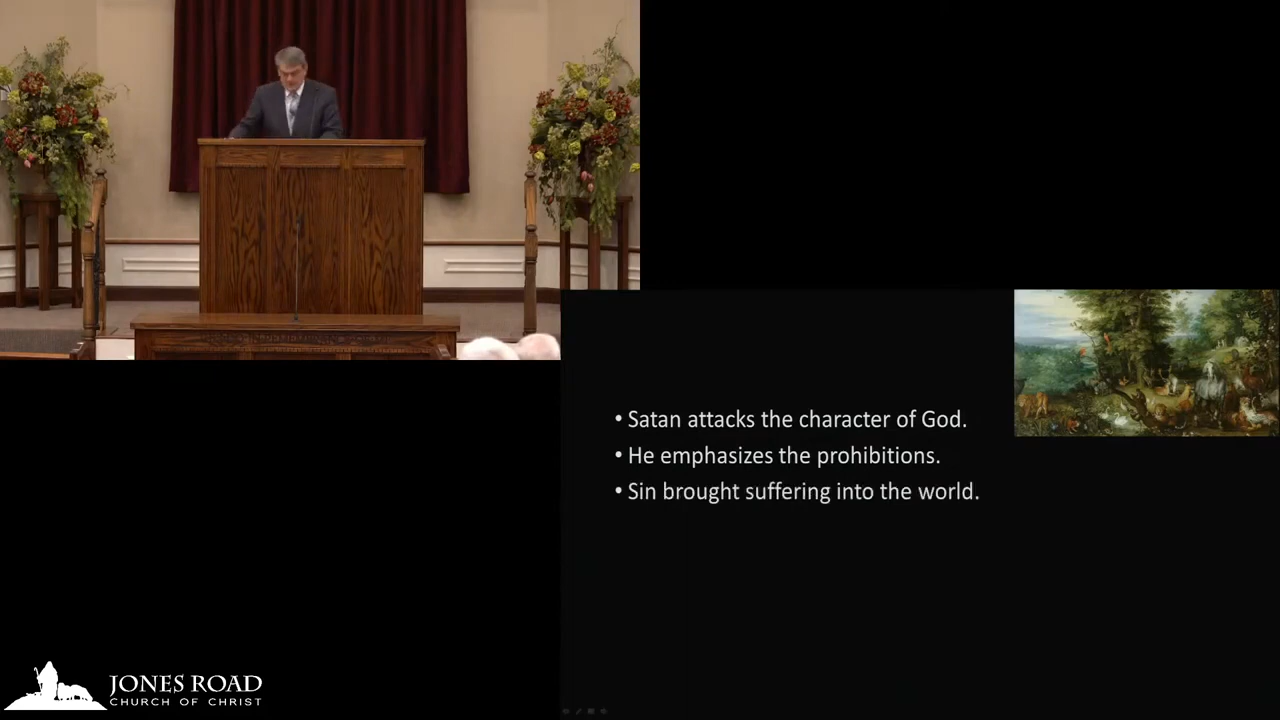 • Satan attacks the character of God.
• He emphasizes the prohibitions.
• Sin brought suffering into the world.
JONES ROAD
CHURCH OF CHRIST